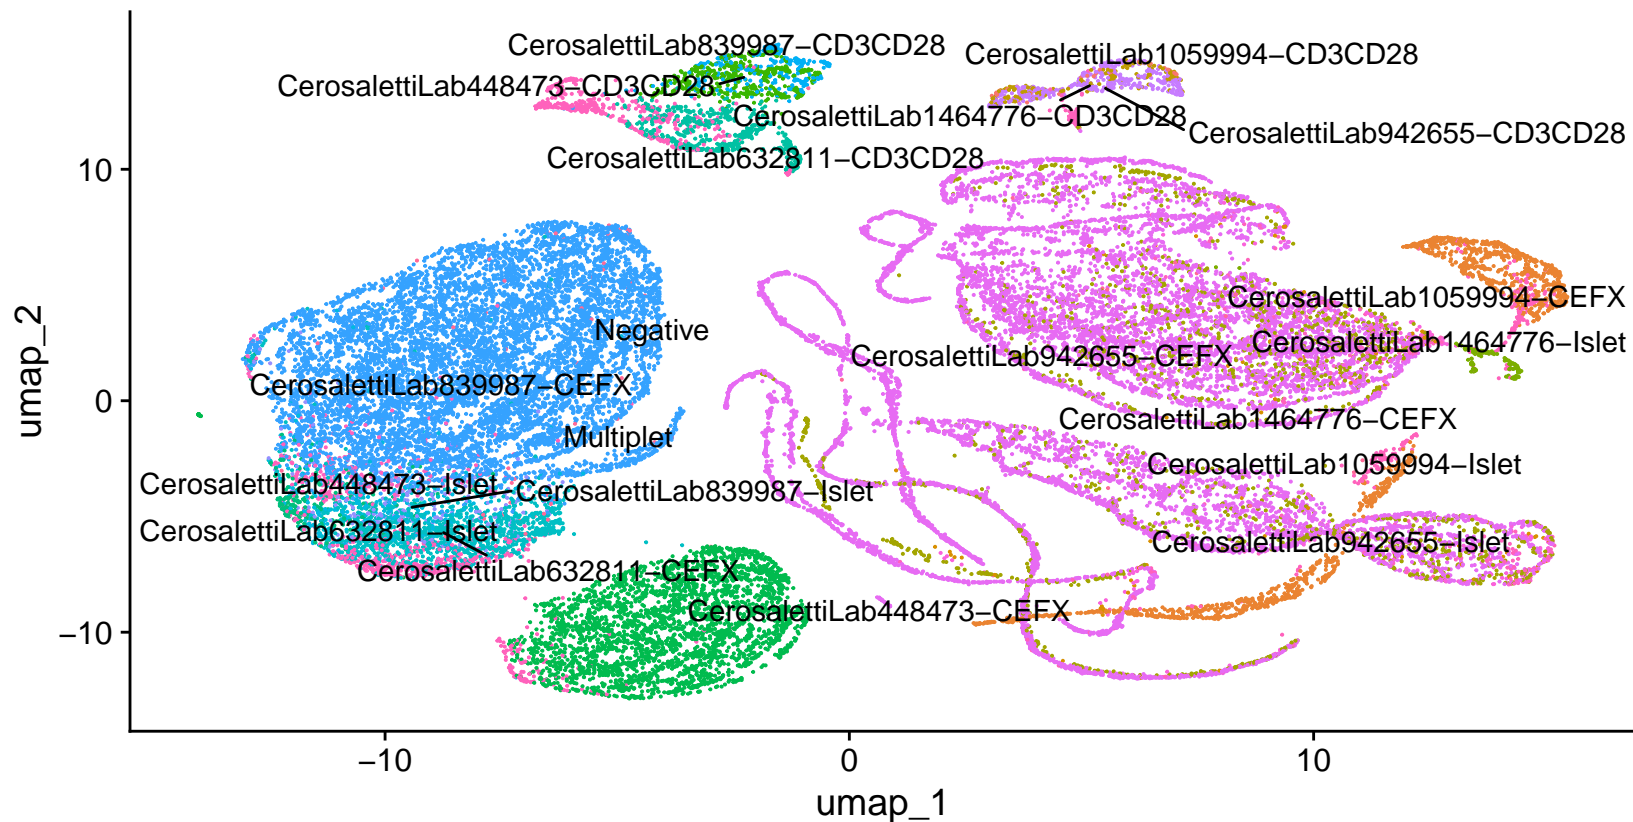 CerosalettiLab839987−CD3CD28
CerosalettiLab1059994−CD3CD28
CerosalettiLab448473−CD3CD28
CerosalettiLab1464776−CD3CD28
CerosalettiLab942655−CD3CD28
CerosalettiLab632811−CD3CD28
10
CerosalettiLab1059994−CEFX
Negative
CerosalettiLab1464776−Islet
CerosalettiLab942655−CEFX
umap_2
CerosalettiLab839987−CEFX
0
CerosalettiLab1464776−CEFX
Multiplet
CerosalettiLab1059994−Islet
CerosalettiLab448473−Islet
CerosalettiLab839987−Islet
CerosalettiLab632811−Islet
CerosalettiLab942655−Islet
CerosalettiLab632811−CEFX
CerosalettiLab448473−CEFX
−10
−10
0
10
umap_1